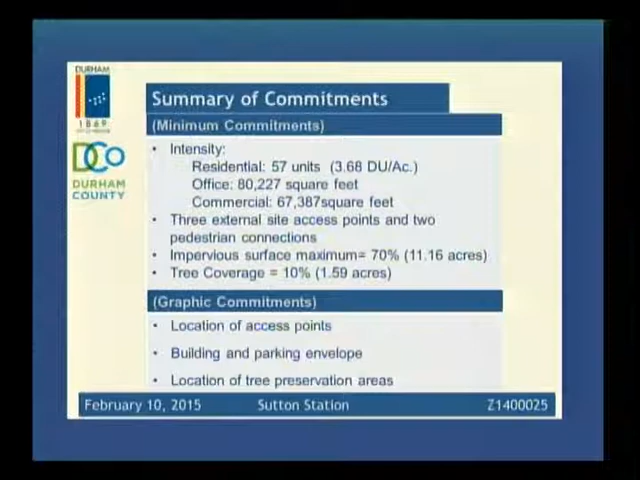 DURHAM
1869
DCO
DURHAM
COUNTY
Summary of Commitments
(Minimum Commitments)
• Intensity:
Residential: 57 units (3.68 DU/Ac.)
Office: 80,227 square feet
Commercial: 67,387square feet
• Three external site access points and two
pedestrian connections
• Impervious surface maximum= 70% (11.16 acres)
• Tree Coverage = 10% (1.59 acres)
(Graphic Commitments)
• Location of access points
• Building and parking envelope
• Location of tree preservation areas
February 10, 2015 Sutton Station Z1400025